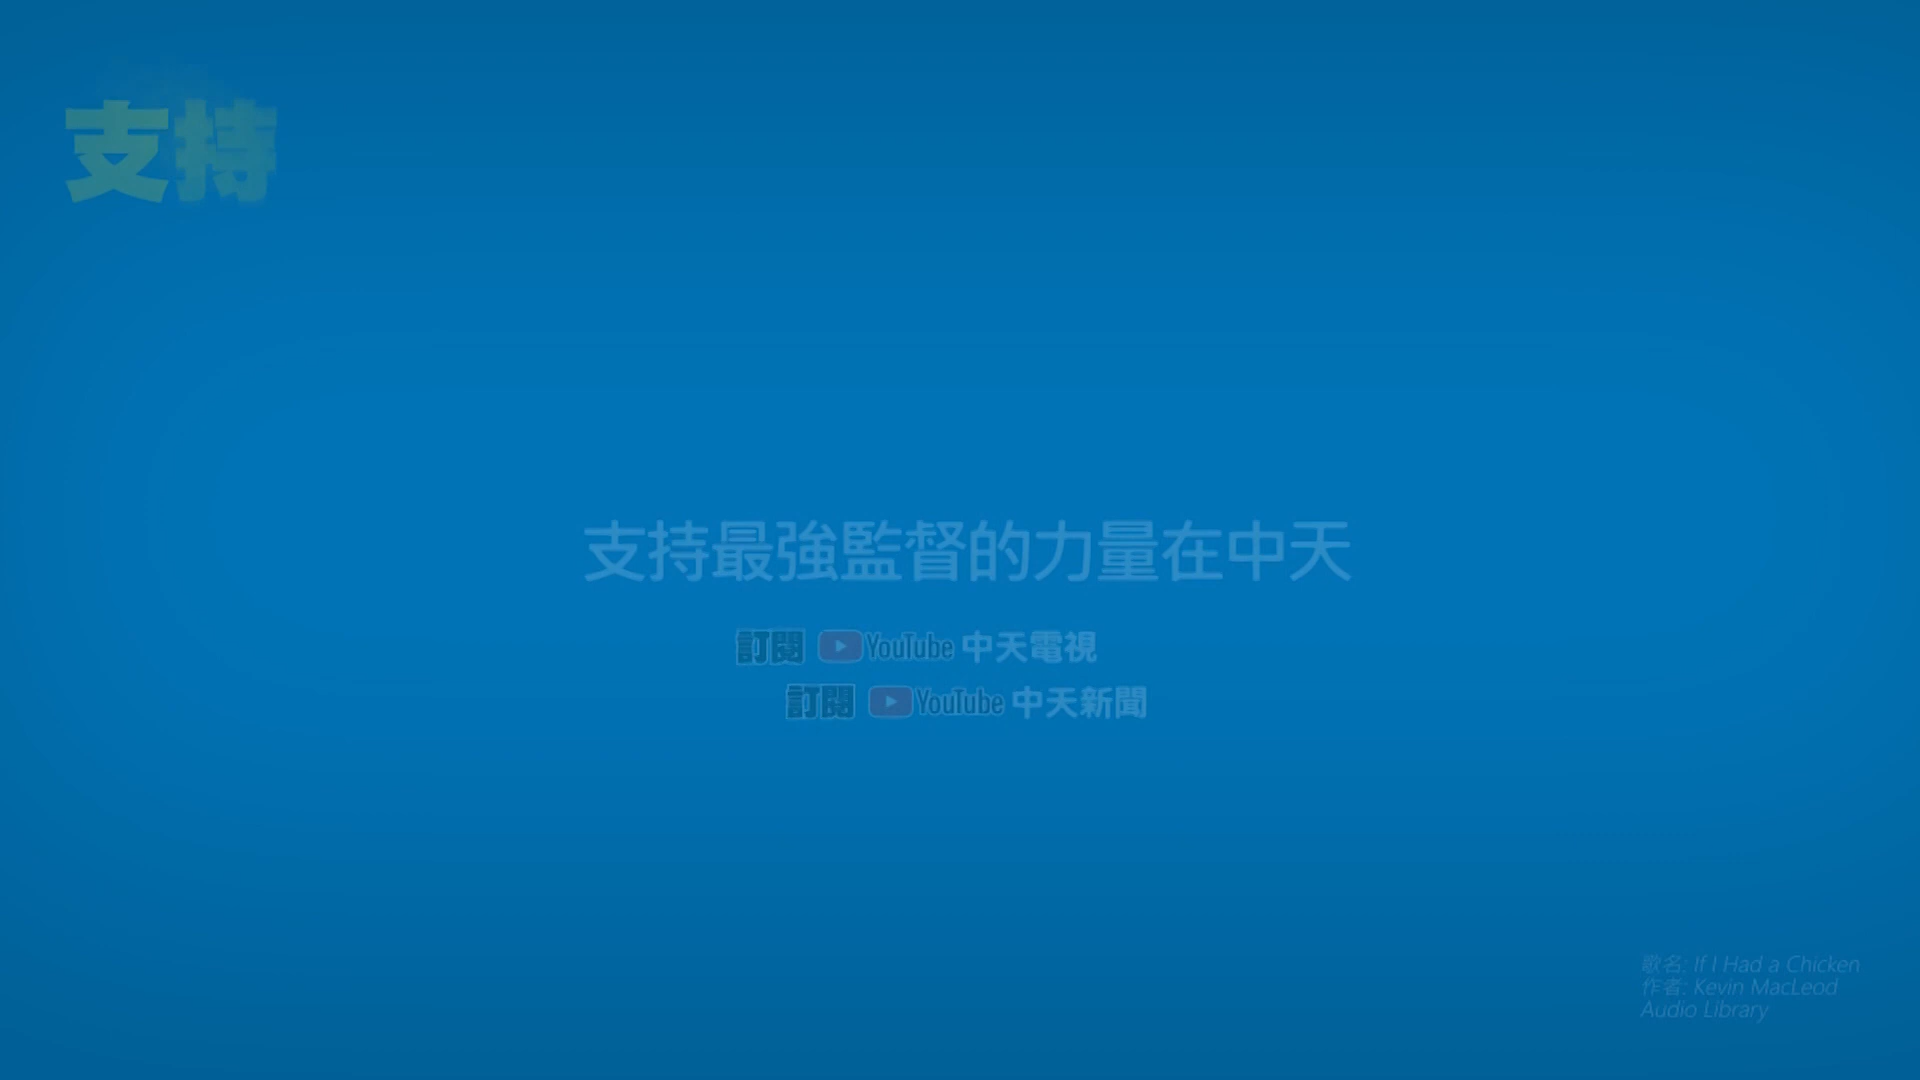 支持
支持最強監督的力量在中天
訂閱 YouTube 中天電視
訂閱 YouTube 中天新聞
歌名: If I Had a Chicken
作者: Kevin MacLeod
Audio Library